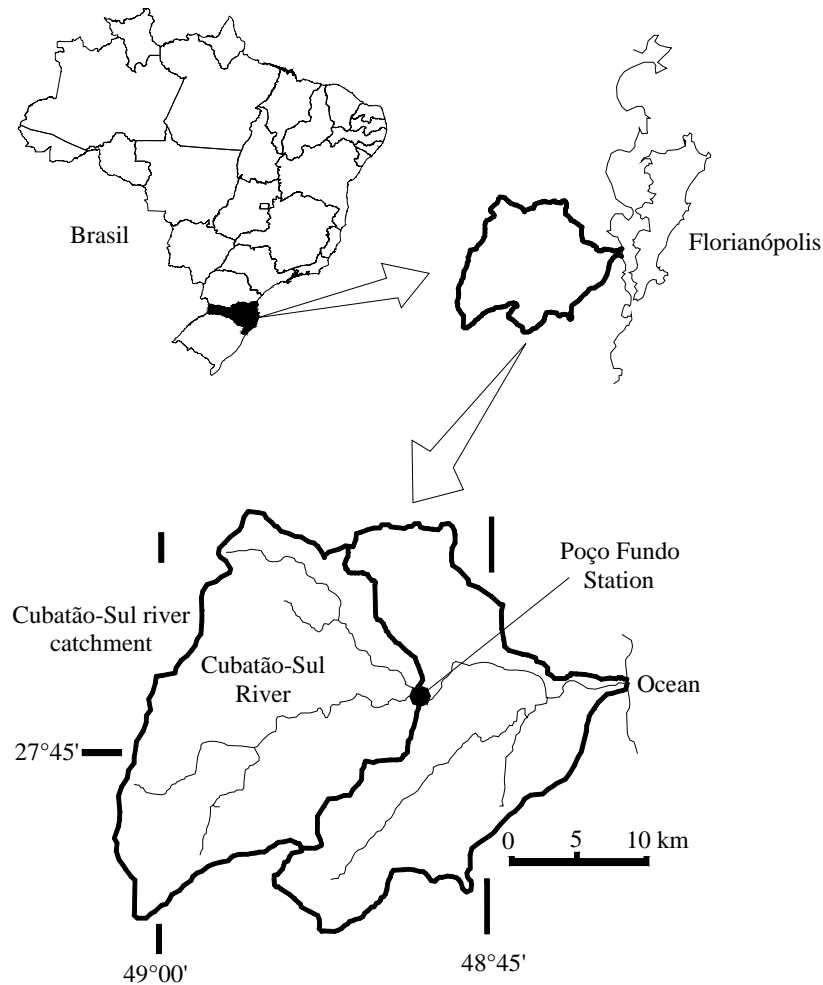 Brasil
Florianópolis
Poço Fundo
Station
Cubatão-Sul river
catchment
Cubatão-Sul
River
Ocean
27°45'
0 5 10 km
49°00'
48°45'